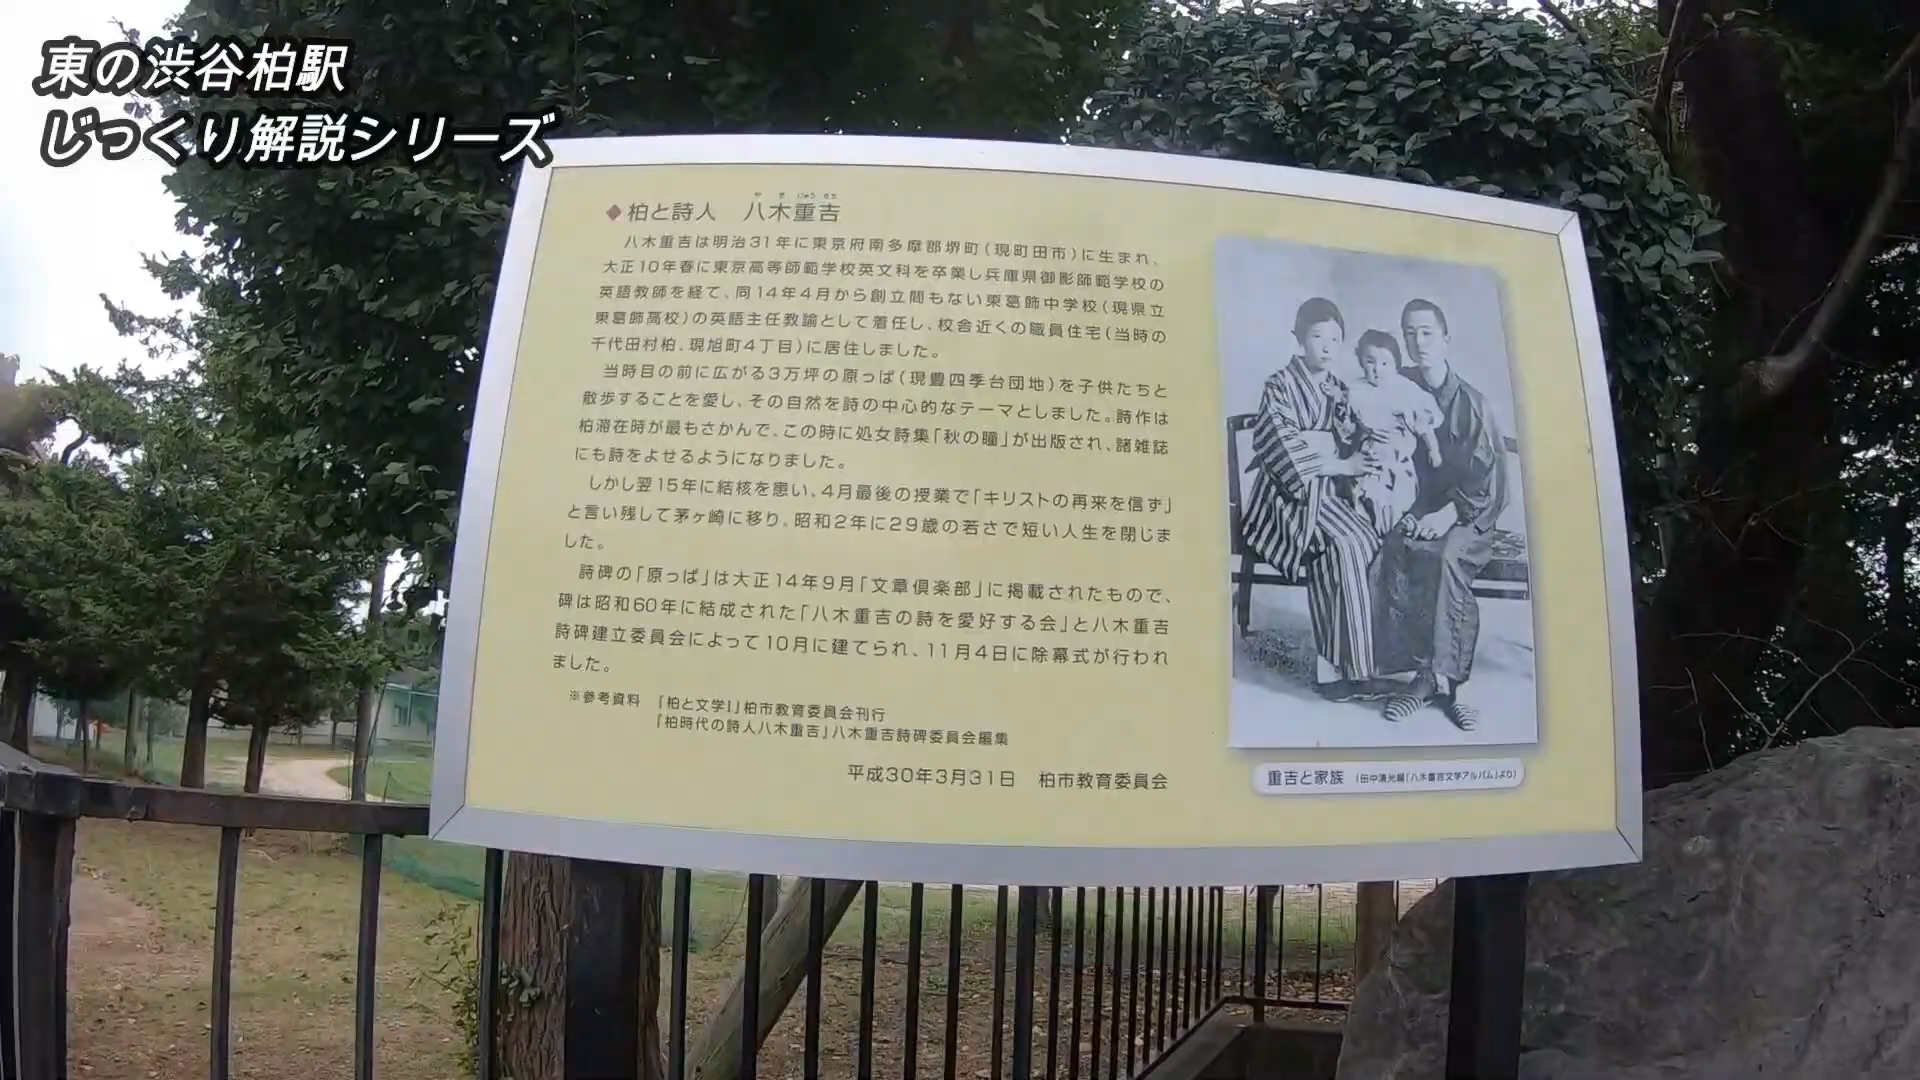 東の渋谷柏駅
じっくり解説シリーズ
◆柏と詩人 八木重吉
や ぎ じゅう きち
八木重吉は明治31年に東京府南多摩郡堺町(現町田市)に生まれ、
大正10年春に東京高等師範学校英文科を卒業し兵庫県御影師範学校の
英語教師を経て、同14年4月から創立間もない東葛飾中学校(現県立
東葛飾高校)の英語主任教諭として着任し、校舎近くの職員住宅(当時の
千代田村柏、現旭町4丁目)に居住しました。
当時目の前に広がる3万坪の原っぱ(現豊四季台団地)を子供たちと
散歩することを愛し、その自然を詩の中心的なテーマとしました。詩作は
柏滞在時が最もさかんで、この時に処女詩集「秋の瞳」が出版され、諸雑誌
にも詩をよせるようになりました。
しかし翌15年に結核を患い、4月最後の授業で「キリストの再来を信ず」
と言い残して茅ヶ崎に移り、昭和2年に29歳の若さで短い人生を閉じま
した。
詩碑の「原っぱ」は大正14年9月「文章倶楽部」に掲載されたもので、
碑は昭和60年に結成された「八木重吉の詩を愛好する会」と八木重吉
詩碑建立委員会によって10月に建てられ、11月4日に除幕式が行われ
ました。
※参考資料 「柏と文学I」柏市教育委員会刊行
「柏時代の詩人八木重吉」八木重吉詩碑委員会編集
平成30年3月31日 柏市教育委員会
重吉と家族 (田中清光編「八木重吉文学アルバム」より)